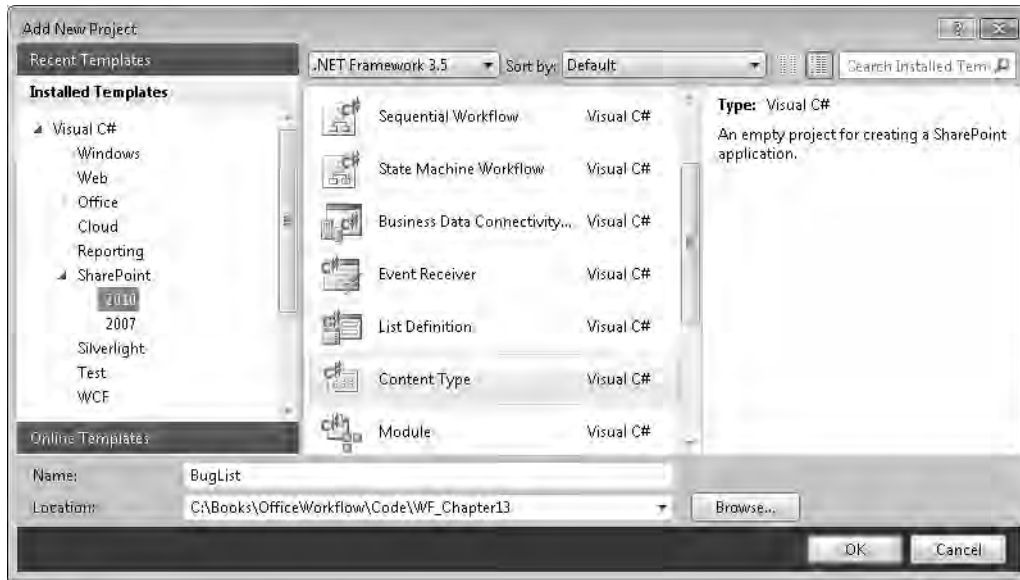 Add New Project
Recent Templates
.NET Framework 3.5
Sort by: Default
Search Installed Tem
Installed Templates
Visual C#
Windows
Web
Office
Cloud
Reporting
SharePoint
2010
2007
Silverlight
Test
WCF
Online Templates
Sequential Workflow Visual C#
State Machine Workflow Visual C#
Business Data Connectivity... Visual C#
Event Receiver Visual C#
List Definition Visual C#
Content Type Visual C#
Module Visual C#
Type: Visual C#
An empty project for creating a SharePoint
application.
Name: BugList
Location: C:\Books\OfficeWorkflow\Code\WF_Chapter13
Browse...
OK Cancel